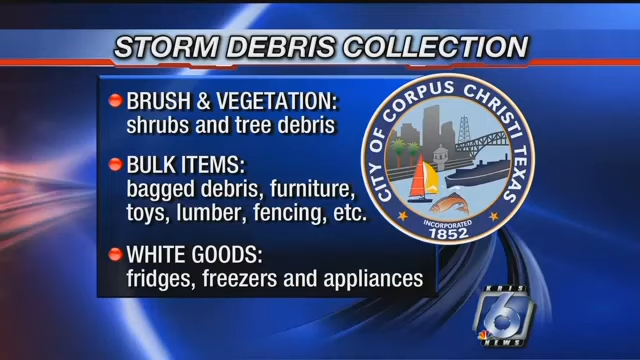 STORM DEBRIS COLLECTION
BRUSH & VEGETATION:
shrubs and tree debris
BULK ITEMS:
bagged debris, furniture,
toys, lumber, fencing, etc.
WHITE GOODS:
fridges, freezers and appliances
CITY OF CORPUS CHRISTI TEXAS
INCORPORATED
1852
KRIS
6
NEWS